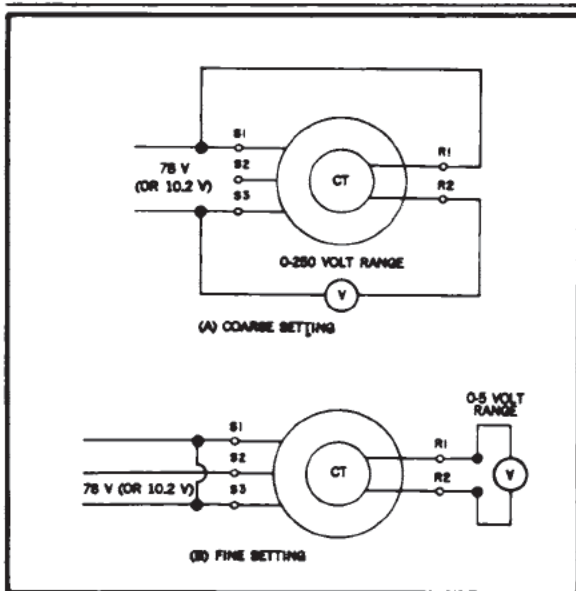 S1
78 V
(OR 10.2 V)
S2
S3
CT
R1
R2
0-250 VOLT RANGE
V
(A) COARSE SETTING
0-5 VOLT
RANGE
S1
S2
78 V (OR 10.2 V)
S3
CT
R1
R2
V
(B) FINE SETTING